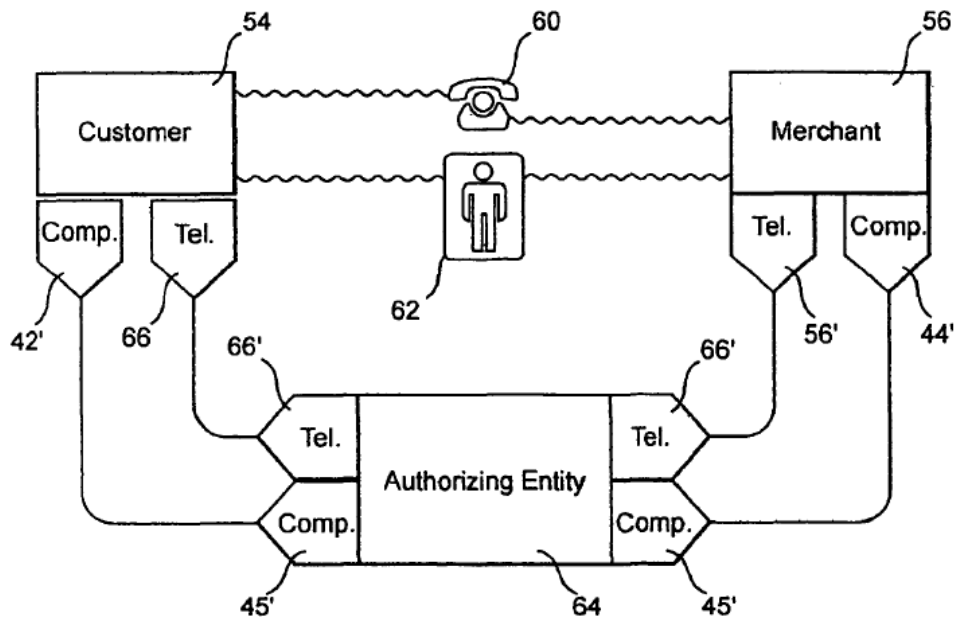 54
60
56
Customer
Merchant
Comp.
Tel.
Tel.
Comp.
42'
66
62
56'
44'
66'
66'
Tel.
Authorizing Entity
Tel.
Comp.
Comp.
45'
64
45'